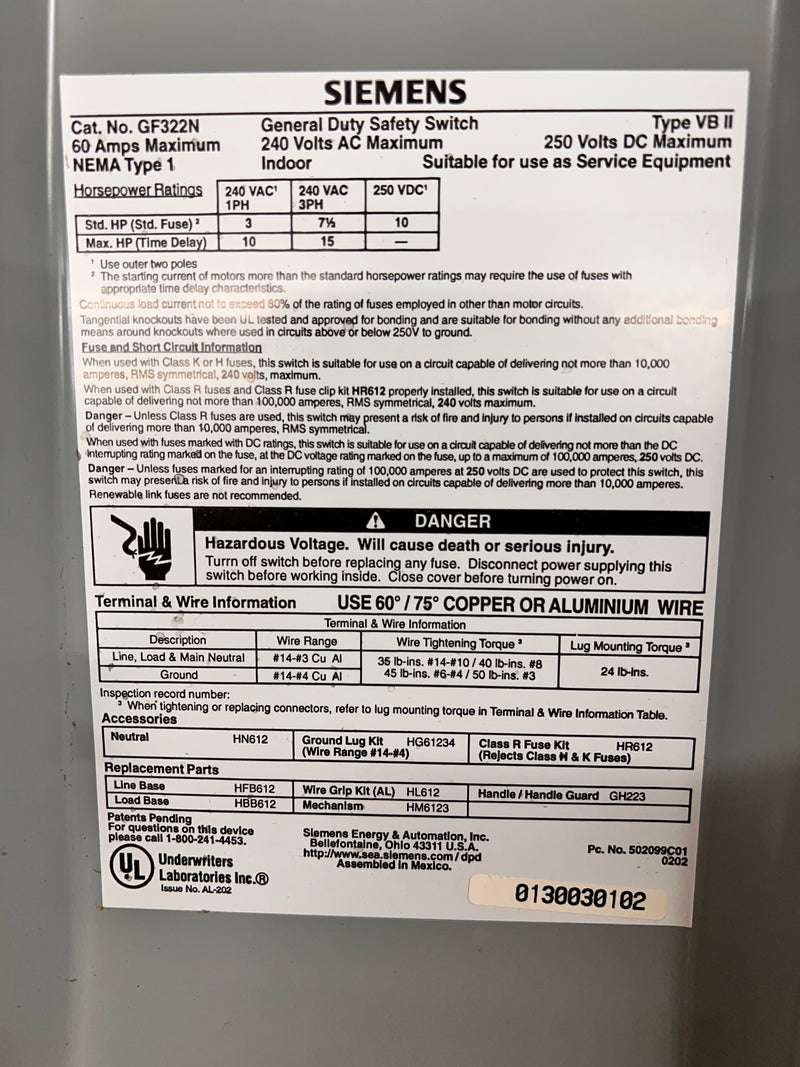 SIEMENS
Cat. No. GF322N General Duty Safety Switch Type VB II
60 Amps Maximum 240 Volts AC Maximum 250 Volts DC Maximum
NEMA Type 1 Indoor Suitable for use as Service Equipment
Horsepower Ratings 240 VAC¹ 1PH 240 VAC 3PH 250 VDC¹
Std. HP (Std. Fuse) ² 3 7½ 10
Max. HP (Time Delay) 10 15 —
¹ Use outer two poles
² The starting current of motors more than the standard horsepower ratings may require the use of fuses with
appropriate time delay characteristics.
Continuous load current not to exceed 80% of the rating of fuses employed in other than motor circuits.
Tangential knockouts have been UL tested and approved for bonding and are suitable for bonding without any additional bonding
means around knockouts where used in circuits above or below 250V to ground.
Fuse and Short Circuit Information
When used with Class K or H fuses, this switch is suitable for use on a circuit capable of delivering not more than 10,000
amperes, RMS symmetrical, 240 volts, maximum.
When used with Class R fuses and Class R fuse clip kit HR612 properly installed, this switch is suitable for use on a circuit
capable of delivering not more than 100,000 amperes, RMS symmetrical, 240 volts maximum.
Danger – Unless Class R fuses are used, this switch may present a risk of fire and injury to persons if installed on circuits capable
of delivering more than 10,000 amperes, RMS symmetrical.
When used with fuses marked with DC ratings, this switch is suitable for use on a circuit capable of delivering not more than the DC
interrupting rating marked on the fuse, at the DC voltage rating marked on the fuse, up to a maximum of 100,000 amperes, 250 volts DC.
Danger – Unless fuses marked for an interrupting rating of 100,000 amperes at 250 volts DC are used to protect this switch, this
switch may present a risk of fire and injury to persons if installed on circuits capable of delivering more than 10,000 amperes.
Renewable link fuses are not recommended.
DANGER
Hazardous Voltage. Will cause death or serious injury.
Turrn off switch before replacing any fuse. Disconnect power supplying this
switch before working inside. Close cover before turning power on.
Terminal & Wire Information USE 60° / 75° COPPER OR ALUMINIUM WIRE
Terminal & Wire Information
Description Wire Range Wire Tightening Torque ³ Lug Mounting Torque ³
Line, Load & Main Neutral #14-#3 Cu Al 35 lb-ins. #14-#10 / 40 lb-ins. #8 24 lb-ins.
Ground #14-#4 Cu Al 45 lb-ins. #6-#4 / 50 lb-ins. #3
Inspection record number:
³ When tightening or replacing connectors, refer to lug mounting torque in Terminal & Wire Information Table.
Accessories
Neutral HN612 Ground Lug Kit HG61234 Class R Fuse Kit HR612
(Wire Range #14-#4) (Rejects Class H & K Fuses)
Replacement Parts
Line Base HFB612 Wire Grip Kit (AL) HL612 Handle / Handle Guard GH223
Load Base HBB612 Mechanism HM6123
Patents Pending
For questions on this device
please call 1-800-241-4453.
Siemens Energy & Automation, Inc.
Bellefontaine, Ohio 43311 U.S.A.
http://www.sea.siemens.com/dpd
Assembled in Mexico.
Pc. No. 502099C01
0202
UL Underwriters
Laboratories Inc.®
Issue No. AL-202
0130030102